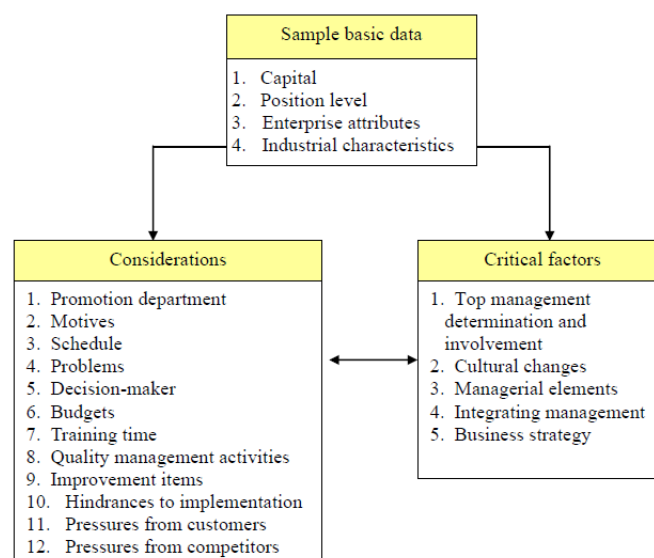 Sample basic data
1. Capital
2. Position level
3. Enterprise attributes
4. Industrial characteristics
Considerations
1. Promotion department
2. Motives
3. Schedule
4. Problems
5. Decision-maker
6. Budgets
7. Training time
8. Quality management activities
9. Improvement items
10. Hindrances to implementation
11. Pressures from customers
12. Pressures from competitors
Critical factors
1. Top management
determination and
involvement
2. Cultural changes
3. Managerial elements
4. Integrating management
5. Business strategy